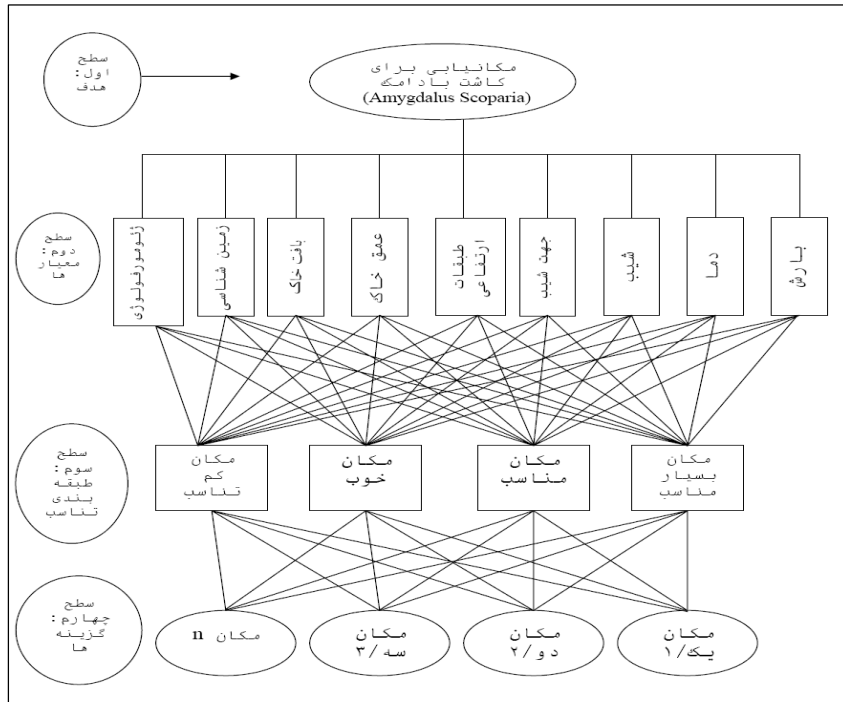 سطح
اول:
هدف
مکانیابی برای
کاشت بادامک
(Amygdalus Scoparia)
سطح
دوم:
معیار
ها
بارش
دما
شیب
جهت شیب
طبقات
ارتفاعی
عمق خاک
بافت خاک
زمین شناسی
ژئومورفولوژی
سطح
سوم:
طبقه
بندی
تناسب
مکان
بسیار
مناسب
مکان
مناسب
مکان
خوب
مکان
کم
تناسب
سطح
چهارم:
گزینه
ها
مکان
یک/۱
مکان
دو/۲
مکان
سه/۳
مکان n